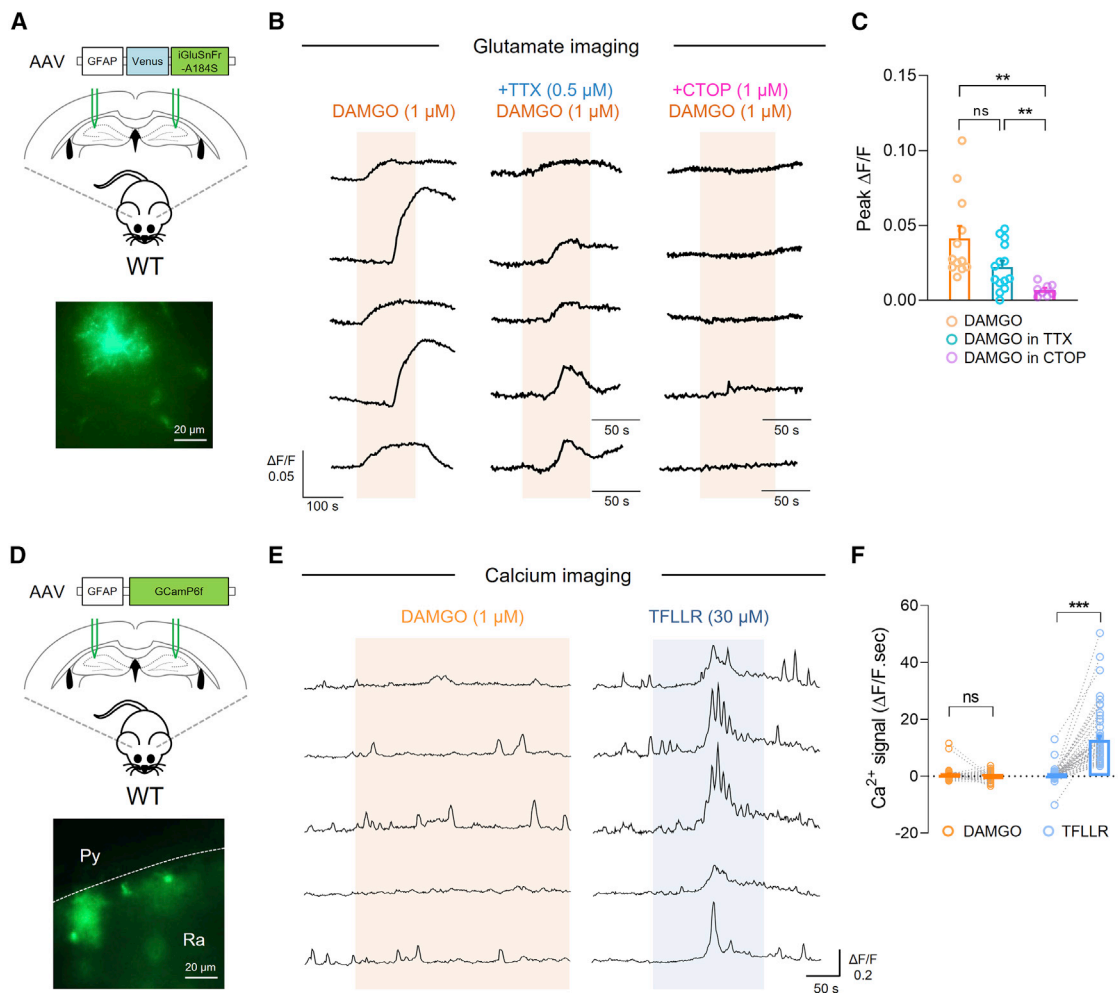 A
AAV
GFAP
Venus
iGluSnFr
-A184S
WT
20 µm
B
Glutamate imaging
DAMGO (1 µM)
+TTX (0.5 µM)
DAMGO (1 µM)
+CTOP (1 µM)
DAMGO (1 µM)
50 s
50 s
ΔF/F
0.05
100 s
50 s
50 s
C
0.15
0.10
0.05
0.00
Peak ΔF/F
**
ns
**
DAMGO
DAMGO in TTX
DAMGO in CTOP
D
AAV
GFAP
GCamP6f
WT
Py
Ra
20 µm
E
Calcium imaging
DAMGO (1 µM)
TFLLR (30 µM)
ΔF/F
0.2
50 s
F
60
40
20
0
-20
Ca²⁺ signal (ΔF/F.sec)
ns
***
DAMGO
TFLLR